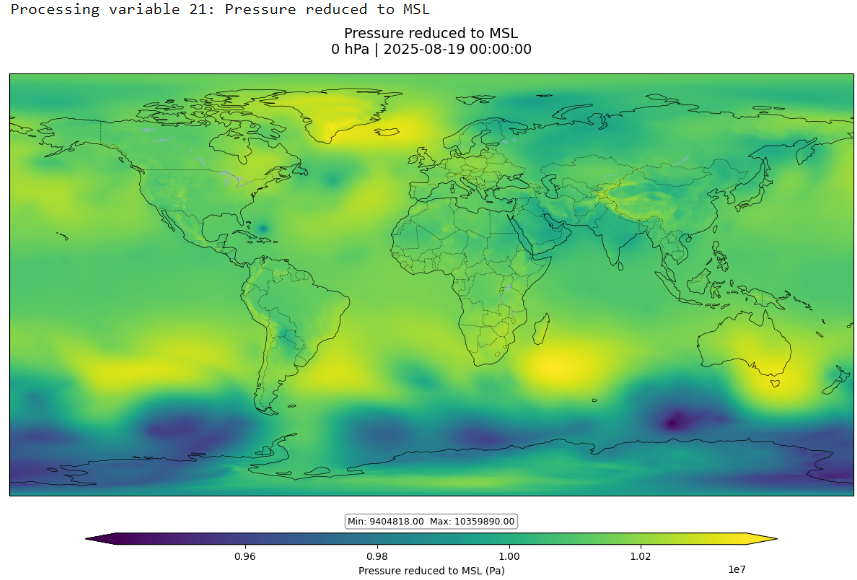 Processing variable 21: Pressure reduced to MSL
Pressure reduced to MSL
0 hPa | 2025-08-19 00:00:00
Min: 9404818.00 Max: 10359890.00
0.96 0.98 1.00 1.02
1e7
Pressure reduced to MSL (Pa)